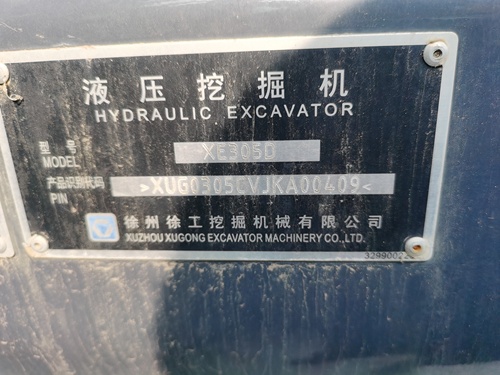 液压挖掘机
HYDRAULIC EXCAVATOR
型号 XE305D
MODEL
产品识别代码 >XUG0305CVJKA00409<
PIN
徐州徐工挖掘机械有限公司
XUZHOU XUGONG EXCAVATOR MACHINERY CO.,LTD.